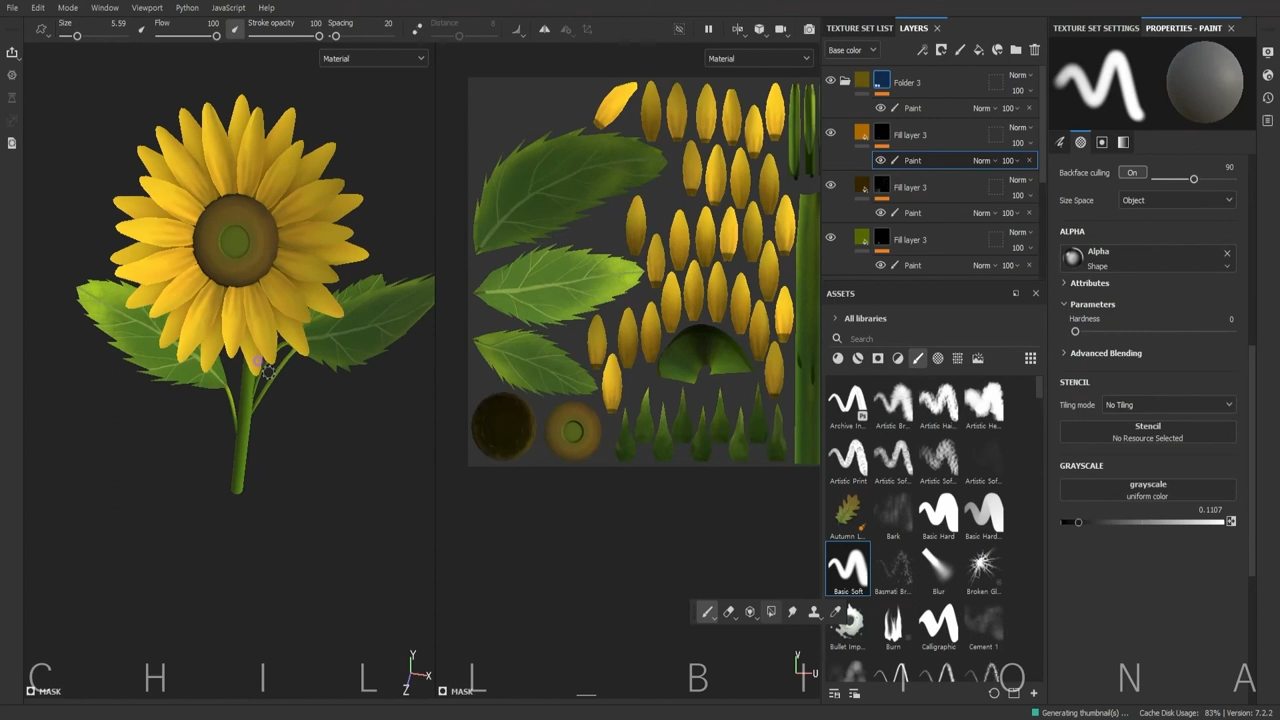 File Edit Mode Window Viewport Python JavaScript Help
Size 5.59 Flow 100 Stroke opacity 100 Spacing 20 Distance 8
Material
Material
TEXTURE SET LIST LAYERS
Base color
Folder 3 Norm
100
Paint Norm 100
Fill layer 3 Norm
100
Paint Norm 100
Fill layer 3 Norm
100
Paint Norm 100
Fill layer 3 Norm
100
Paint Norm 100
ASSETS
All libraries
Search
Archive In... Artistic Br... Artistic Hai... Artistic He...
Artistic Print Artistic Sof... Artistic Sof... Artistic Sof...
Autumn L... Bark Basic Hard Basic Hard...
Basic Soft Basmati Br... Blur Broken Gl...
Bullet Imp... Burn Calligraphic Cement 1
TEXTURE SET SETTINGS PROPERTIES - PAINT
Backface culling On 90
Size Space Object
ALPHA
Alpha
Shape
Attributes
Parameters
Hardness 0
Advanced Blending
STENCIL
Tiling mode No Tiling
Stencil
No Resource Selected
GRAYSCALE
grayscale
uniform color
0.1107
Y
X
Z
V
U
MASK
MASK
C H I L L _ B I I O N A
Generating thumbnail(s) ... Cache Disk Usage: 83% | Version: 7.2.2